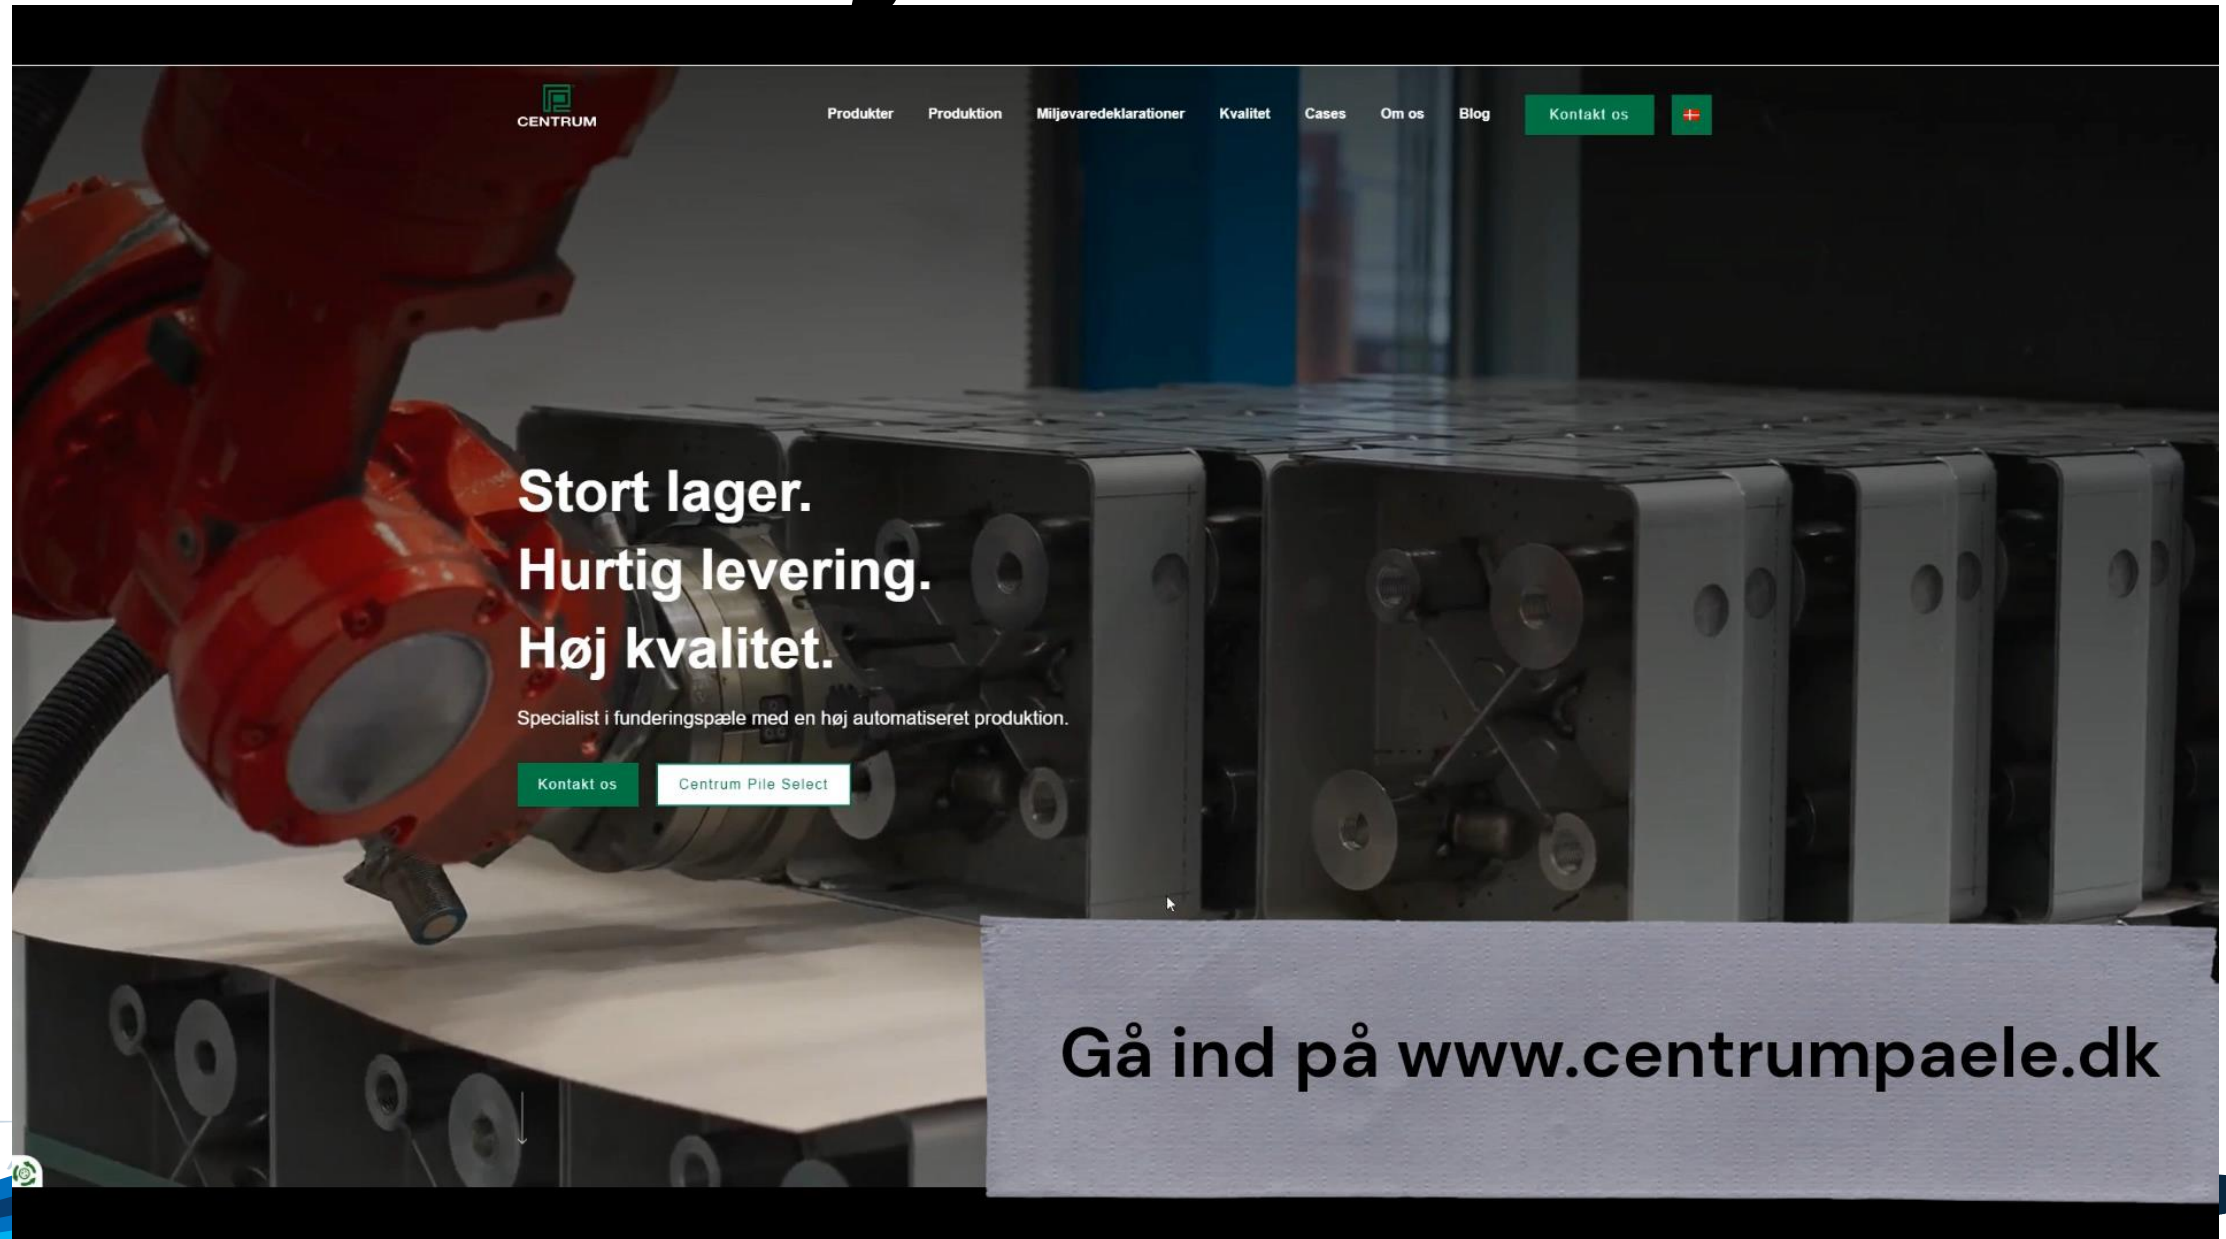 CENTRUM
Produkter Produktion Miljøvaredeklarationer Kvalitet Cases Om os Blog Kontakt os
Stort lager.
Hurtig levering.
Høj kvalitet.
Specialist i funderingspæle med en høj automatiseret produktion.
Kontakt os Centrum Pile Select
Gå ind på www.centrumpaele.dk